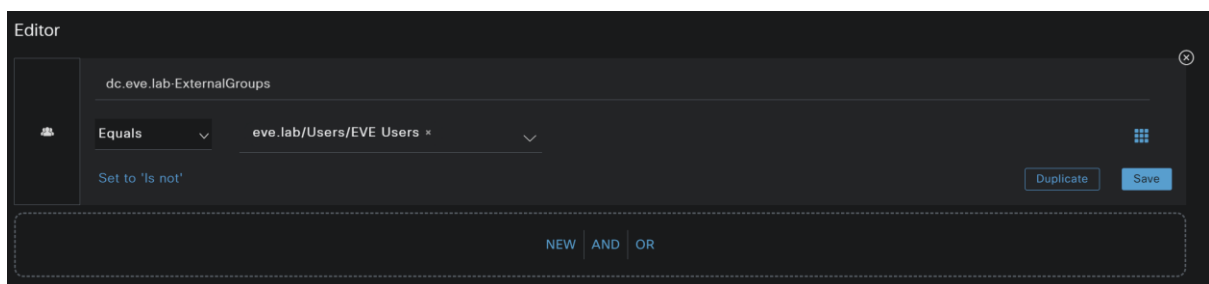 Editor
dc.eve.lab-ExternalGroups
Equals eve.lab/Users/EVE Users ×
Set to 'Is not' Duplicate Save
NEW AND OR